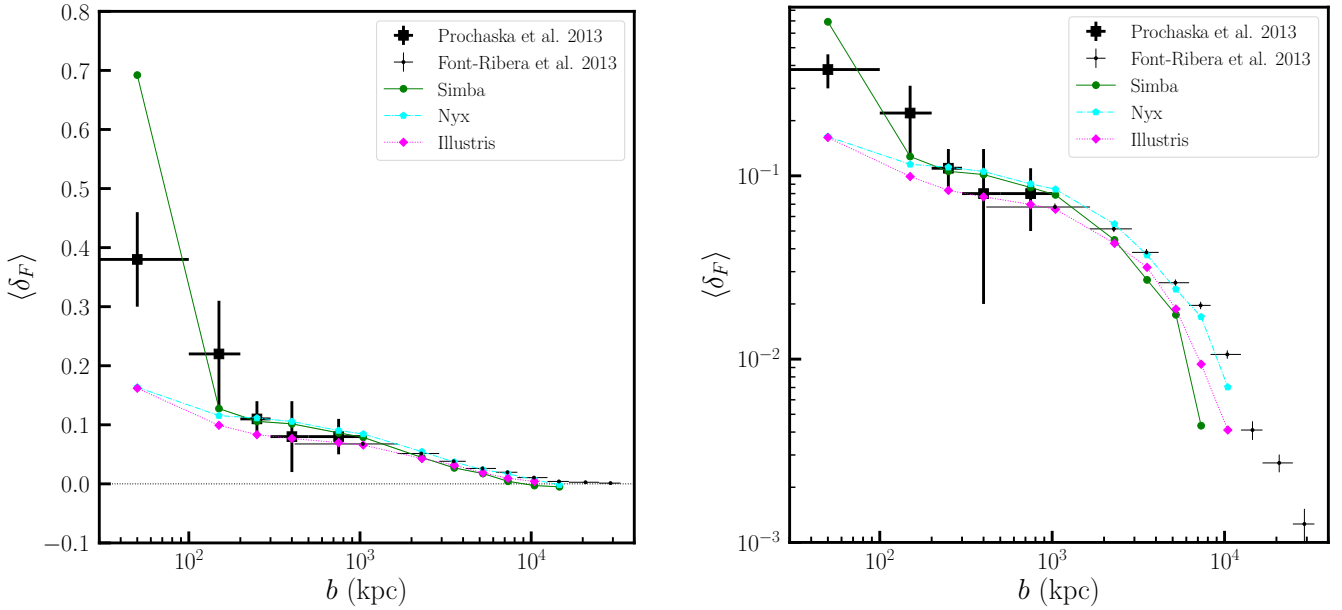 0.8
0.7
0.6
0.5
0.4
0.3
0.2
0.1
0.0
−0.1
⟨δ_F⟩
10² 10³ 10⁴
b (kpc)
Prochaska et al. 2013
Font-Ribera et al. 2013
Simba
Nyx
Illustris
10⁻¹
10⁻²
10⁻³
⟨δ_F⟩
10² 10³ 10⁴
b (kpc)
Prochaska et al. 2013
Font-Ribera et al. 2013
Simba
Nyx
Illustris